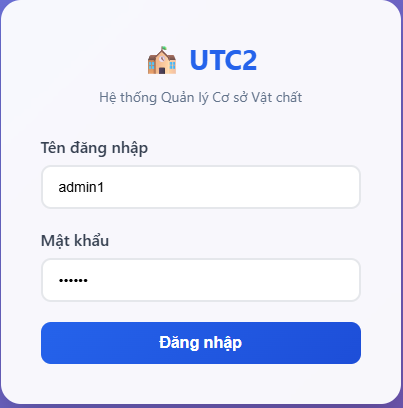 UTC2
Hệ thống Quản lý Cơ sở Vật chất
Tên đăng nhập
admin1
Mật khẩu
••••••
Đăng nhập